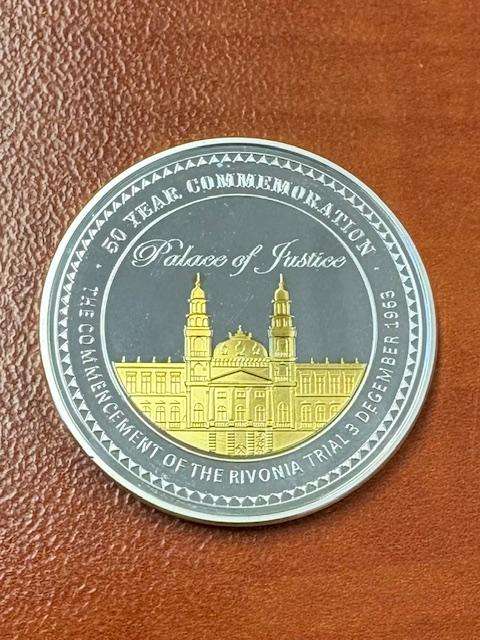 · 50 YEAR COMMEMORATION ·
Palace of Justice
THE COMMENCEMENT OF THE RIVONIA TRIAL 3 DECEMBER 1963